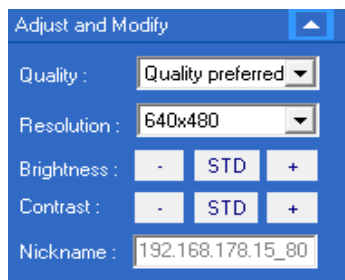 Adjust and Modify
Quality : Quality preferred
Resolution : 640x480
Brightness : - STD +
Contrast : - STD +
Nickname : 192.168.178.15_80